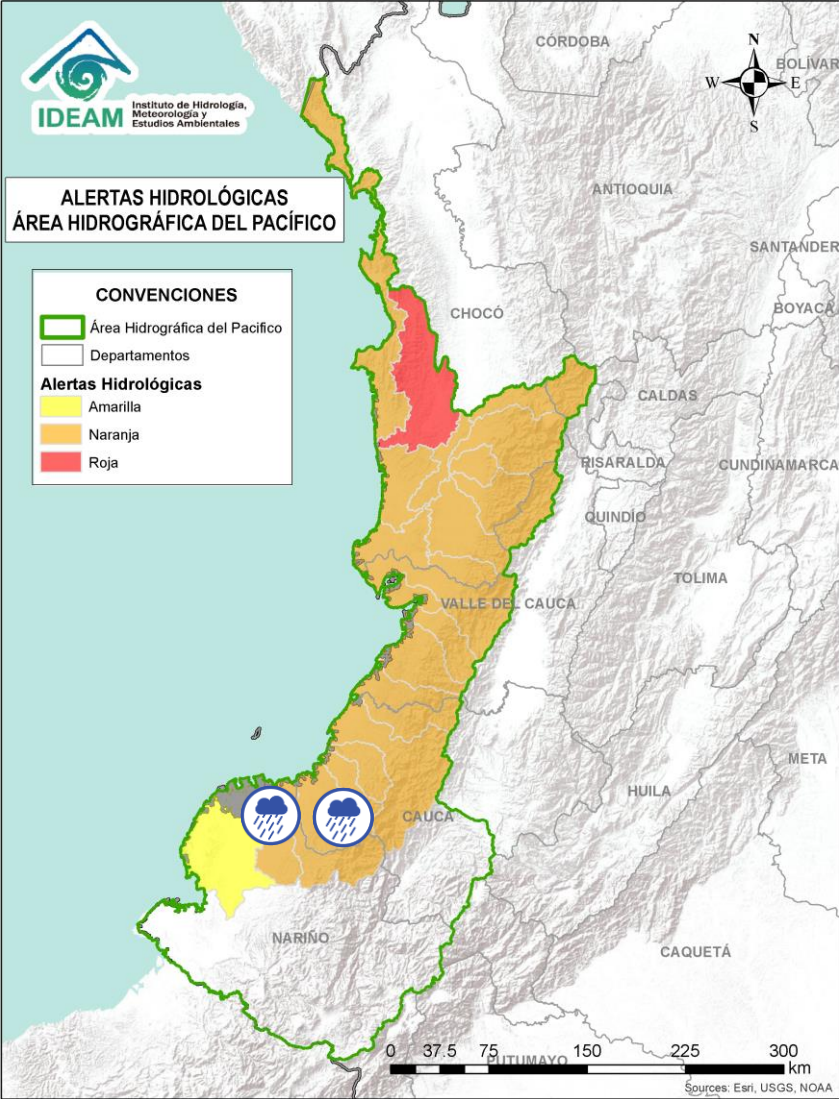 IDEAM
Instituto de Hidrología,
Meteorología y
Estudios Ambientales
CÓRDOBA
N
BOLÍVAR
W
E
S
ALERTAS HIDROLÓGICAS
ÁREA HIDROGRÁFICA DEL PACÍFICO
ANTIOQUIA
SANTANDER
CONVENCIONES
Área Hidrográfica del Pacifico
Departamentos
Alertas Hidrológicas
Amarilla
Naranja
Roja
CHOCÓ
BOYACÁ
CALDAS
RISARALDA
CUNDINAMARCA
QUINDÍO
TOLIMA
VALLE DEL CAUCA
META
HUILA
CAUCA
NARIÑO
CAQUETÁ
PUTUMAYO
0 37.5 75 150 225 300
km
Sources: Esri, USGS, NOAA